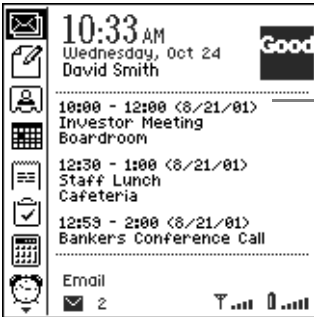 10:33 AM
Wednesday, Oct 24
David Smith
Good
10:00 - 12:00 (8/21/01)
Investor Meeting
Boardroom
12:30 - 1:00 (8/21/01)
Staff Lunch
Cafeteria
12:59 - 2:00 (8/21/01)
Bankers Conference Call
Email
2